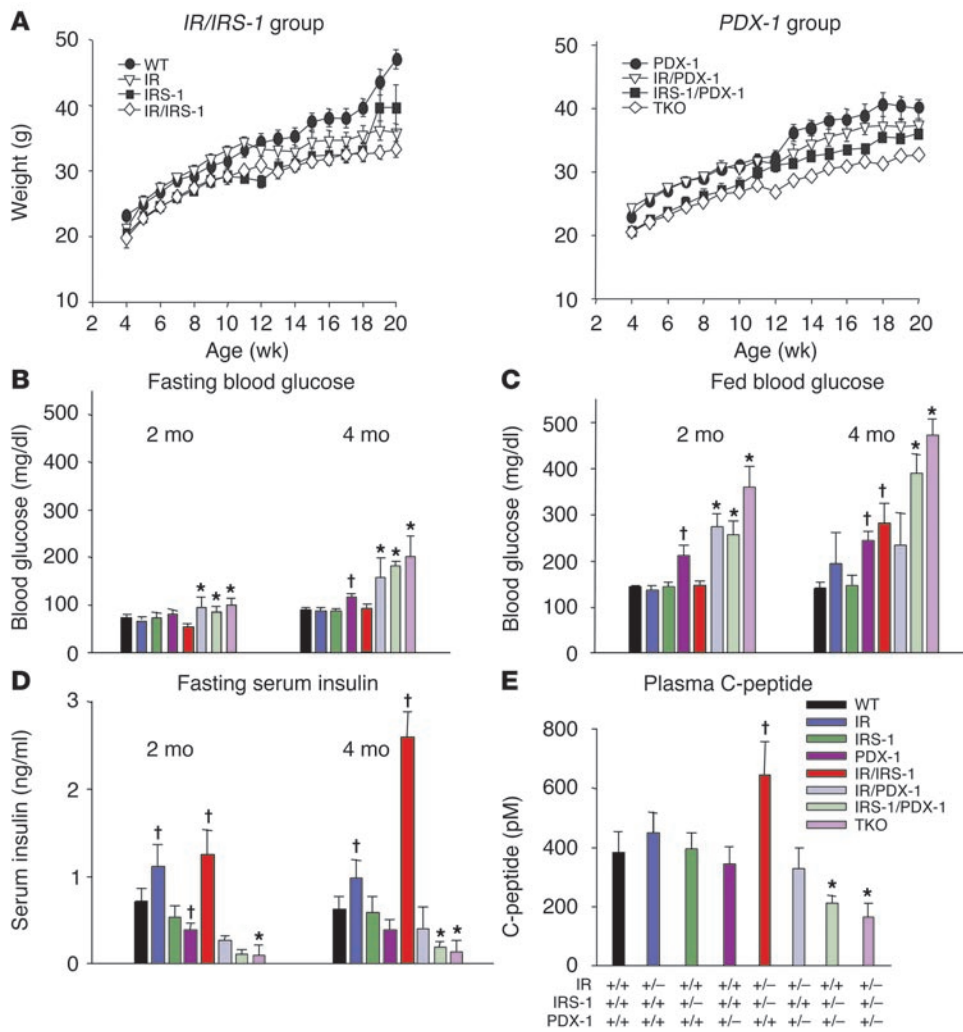 A
IR/IRS-1 group
PDX-1 group
Weight (g)
50
40
30
20
10
WT
IR
IRS-1
IR/IRS-1
2 4 6 8 10 12 14 16 18 20
Age (wk)
50
40
30
20
10
PDX-1
IR/PDX-1
IRS-1/PDX-1
TKO
2 4 6 8 10 12 14 16 18 20
Age (wk)
B
Fasting blood glucose
Blood glucose (mg/dl)
500
400
300
200
100
0
2 mo
4 mo
* * *
† * * *
C
Fed blood glucose
Blood glucose (mg/dl)
500
400
300
200
100
0
2 mo
4 mo
† * * *
† † * *
D
Fasting serum insulin
Serum insulin (ng/ml)
3
2
1
0
2 mo
4 mo
† † † *
† † * *
E
Plasma C-peptide
C-peptide (pM)
800
600
400
200
0
† * *
WT
IR
IRS-1
PDX-1
IR/IRS-1
IR/PDX-1
IRS-1/PDX-1
TKO
IR +/+ +/– +/+ +/+ +/– +/– +/+ +/–
IRS-1 +/+ +/+ +/– +/+ +/– +/+ +/– +/–
PDX-1 +/+ +/+ +/+ +/– +/+ +/– +/– +/–